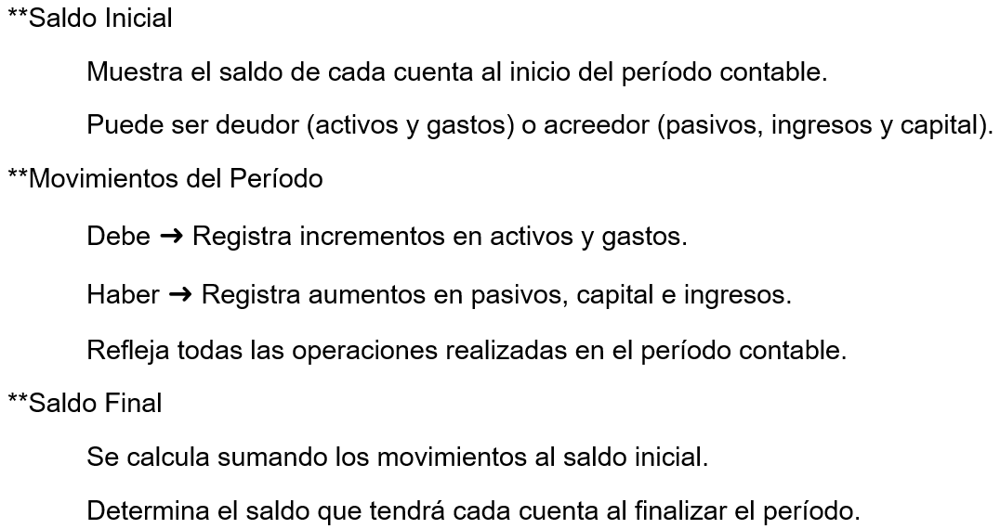 **Saldo Inicial
Muestra el saldo de cada cuenta al inicio del período contable.
Puede ser deudor (activos y gastos) o acreedor (pasivos, ingresos y capital).
**Movimientos del Período
Debe ➜ Registra incrementos en activos y gastos.
Haber ➜ Registra aumentos en pasivos, capital e ingresos.
Refleja todas las operaciones realizadas en el período contable.
**Saldo Final
Se calcula sumando los movimientos al saldo inicial.
Determina el saldo que tendrá cada cuenta al finalizar el período.